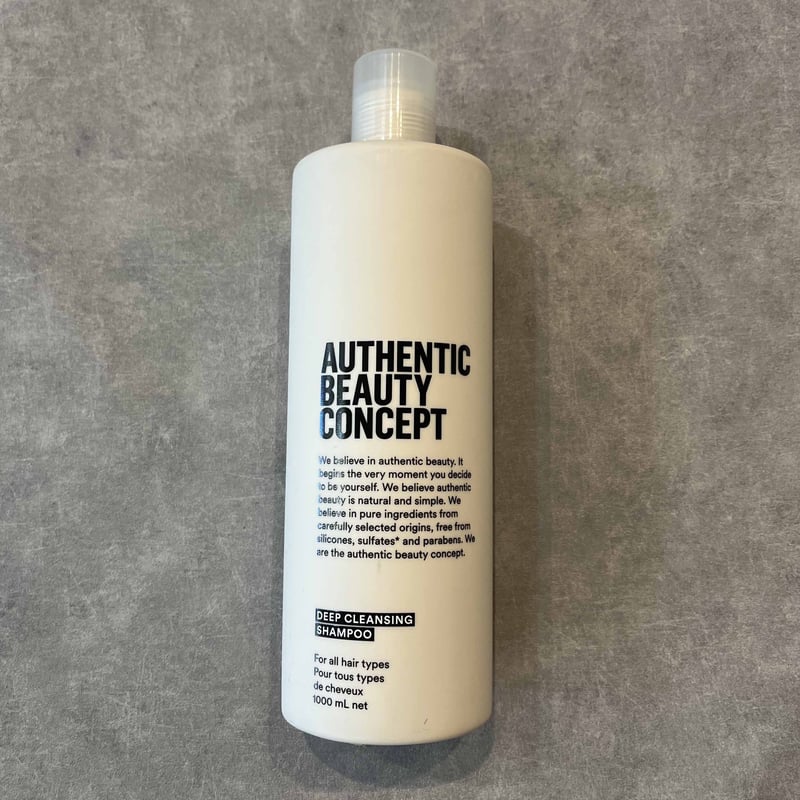 AUTHENTIC
BEAUTY
CONCEPT
We believe in authentic beauty. It
begins the very moment you decide
to be yourself. We believe authentic
beauty is natural and simple. We
believe in pure ingredients from
carefully selected origins, free from
silicones, sulfates* and parabens. We
are the authentic beauty concept.
DEEP CLEANSING
SHAMPOO
For all hair types
Pour tous types
de cheveux
1000 mL net